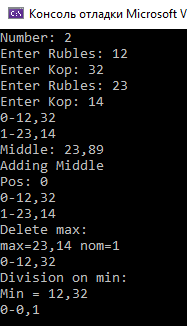 Консоль отладки Microsoft V
Number: 2
Enter Rubles: 12
Enter Kop: 32
Enter Rubles: 23
Enter Kop: 14
0-12,32
1-23,14
Middle: 23,89
Adding Middle
Pos: 0
0-12,32
1-23,14
Delete max:
max=23,14 nom=1
0-12,32
Division on min:
Min = 12,32
0-0,1